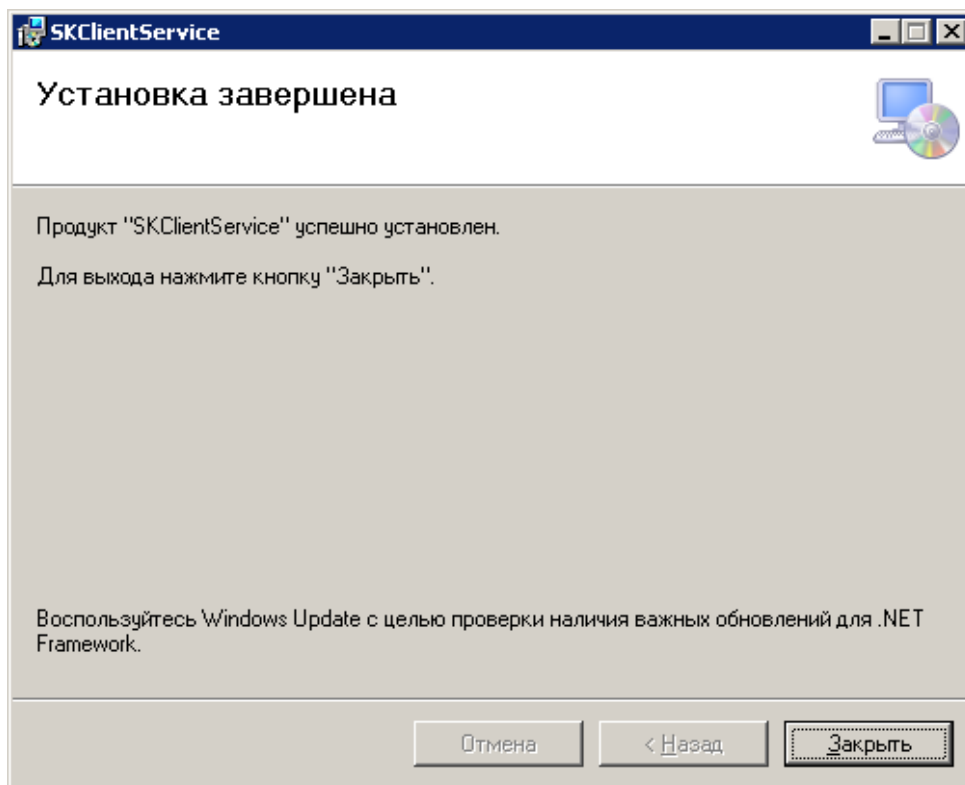 SKClientService
Установка завершена
Продукт "SKClientService" успешно установлен.
Для выхода нажмите кнопку "Закрыть".
Воспользуйтесь Windows Update с целью проверки наличия важных обновлений для .NET
Framework.
Отмена
< Назад
Закрыть